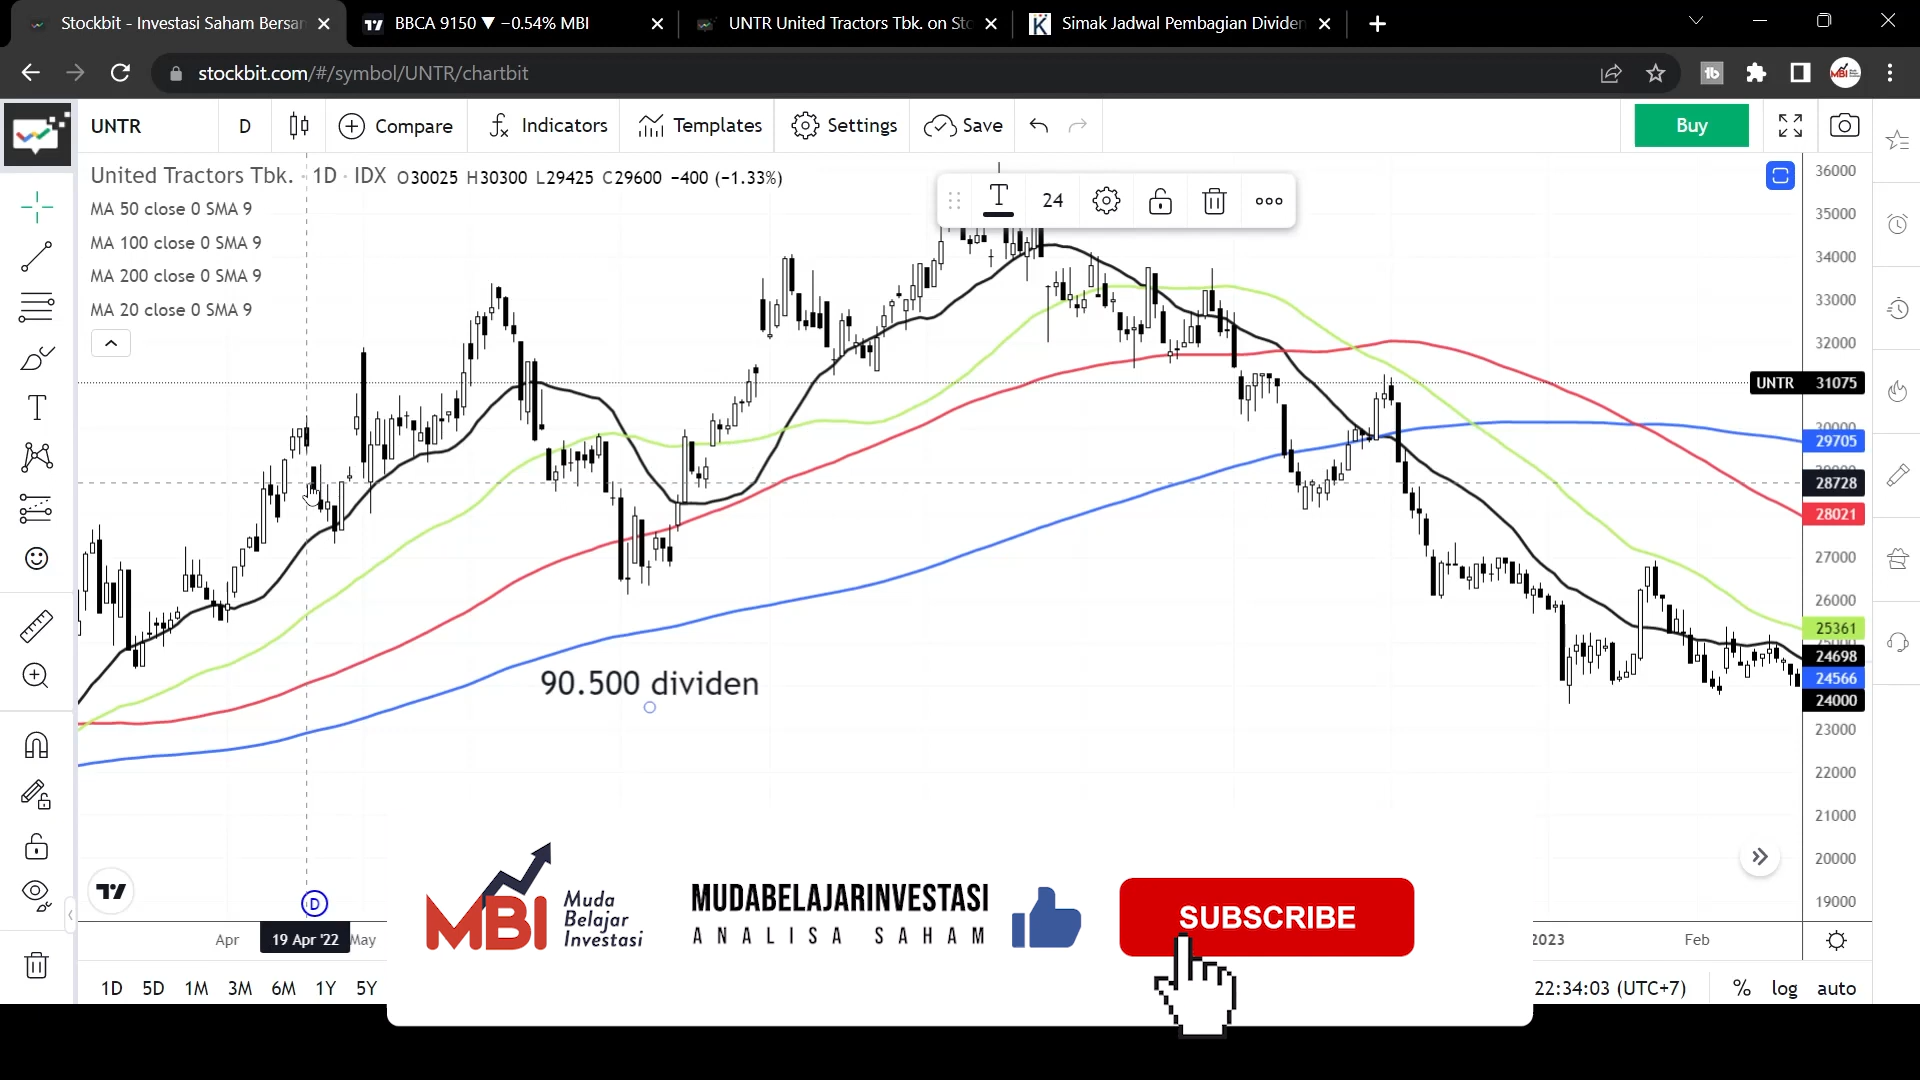 Stockbit - Investasi Saham Bersar
BBCA 9150 ▼ −0.54% MBI
UNTR United Tractors Tbk. on Sto
Simak Jadwal Pembagian Dividen
stockbit.com/#/symbol/UNTR/chartbit
UNTR
D
Compare
Indicators
Templates
Settings
Save
Buy
United Tractors Tbk. · 1D · IDX O30025 H30300 L29425 C29600 −400 (−1.33%)
MA 50 close 0 SMA 9
MA 100 close 0 SMA 9
MA 200 close 0 SMA 9
MA 20 close 0 SMA 9
T
24
36000
35000
34000
33000
32000
UNTR 31075
30000
29705
28728
28021
27000
26000
25361
24698
24566
24000
23000
22000
21000
20000
19000
90.500 dividen
D
Apr
19 Apr '22
May
2023
Feb
MBI
Muda
Belajar
Investasi
MUDABELAJARINVESTASI
ANALISA SAHAM
SUBSCRIBE
1D 5D 1M 3M 6M 1Y 5Y
22:34:03 (UTC+7)
% log auto